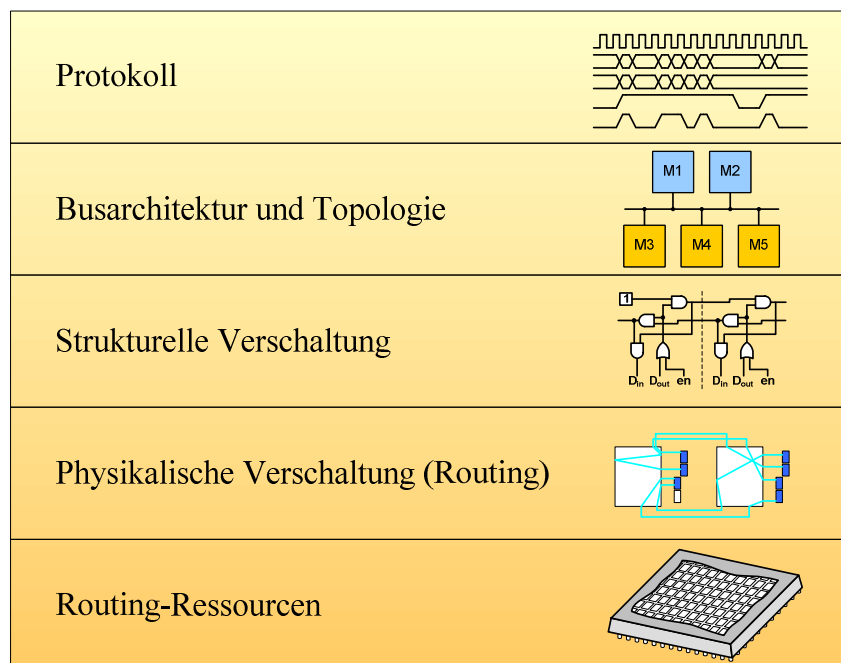 Protokoll
Busarchitektur und Topologie
M1 M2
M3 M4 M5
Strukturelle Verschaltung
1
Din Dout en Din Dout en
Physikalische Verschaltung (Routing)
Routing-Ressourcen